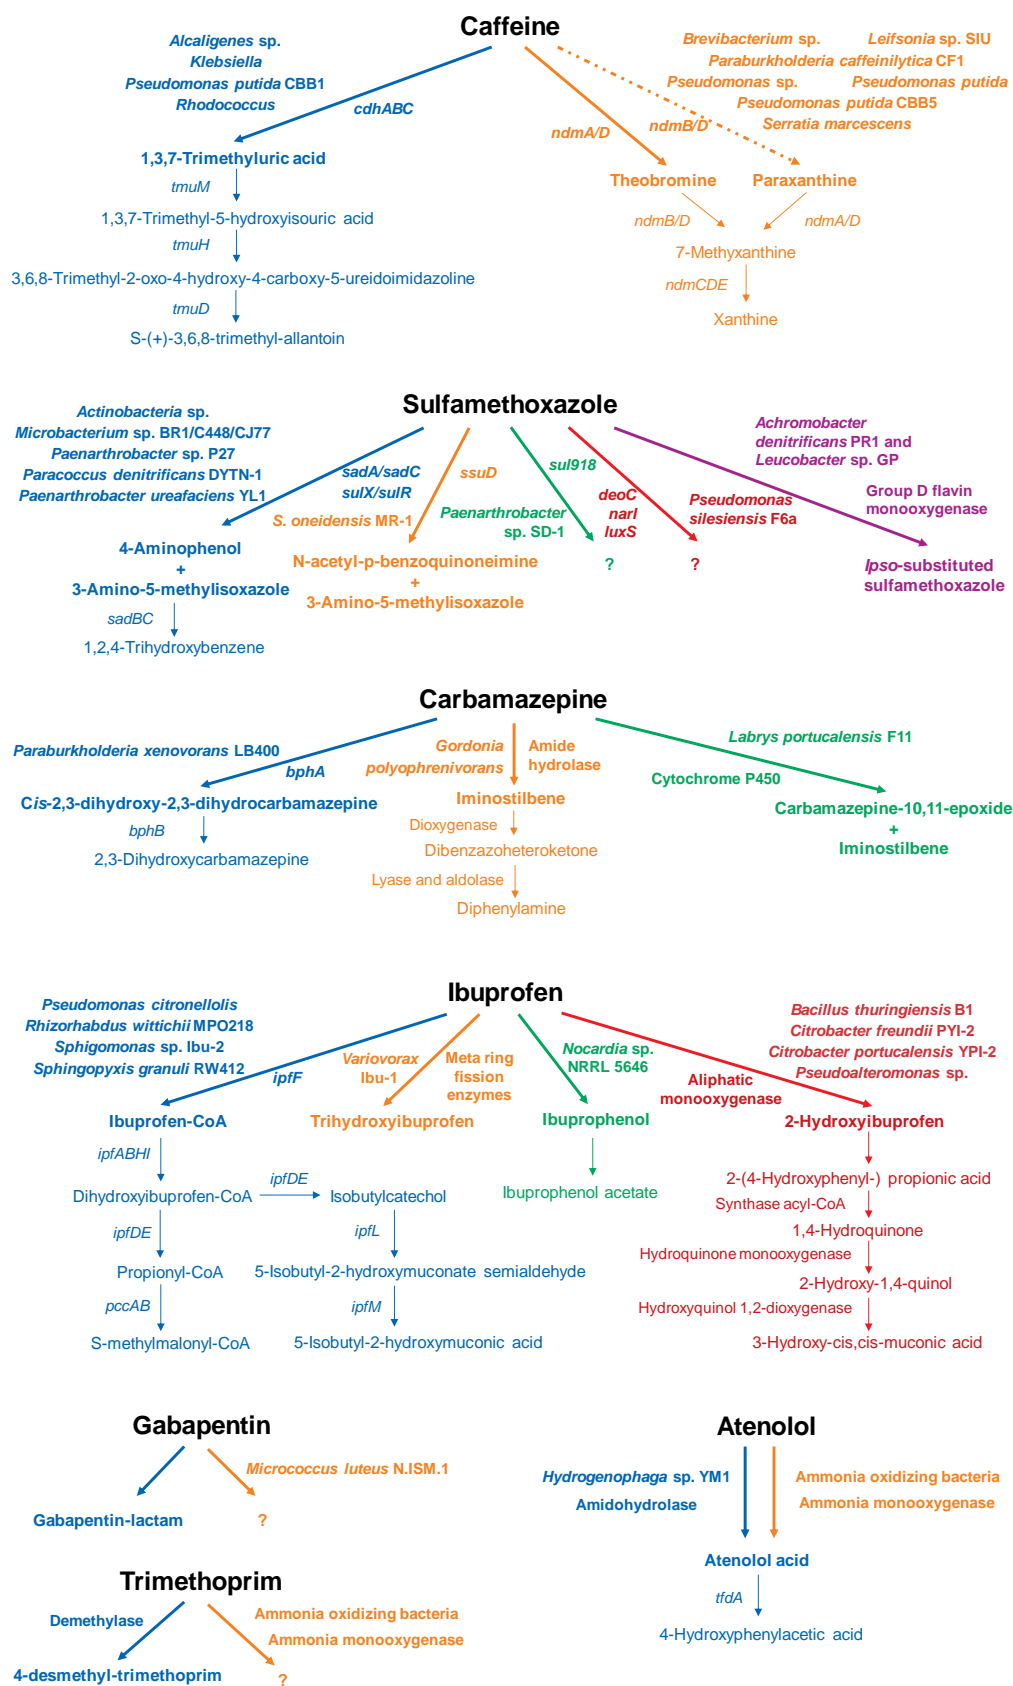 Caffeine
Alcaligenes sp.
Klebsiella
Pseudomonas putida CBB1
Rhodococcus
cdhABC
1,3,7-Trimethyluric acid
tmuM
1,3,7-Trimethyl-5-hydroxyisouric acid
tmuH
3,6,8-Trimethyl-2-oxo-4-hydroxy-4-carboxy-5-ureidoimidazoline
tmuD
S-(+)-3,6,8-trimethyl-allantoin
Brevibacterium sp. Leifsonia sp. SIU
Paraburkholderia caffeinilytica CF1
Pseudomonas sp. Pseudomonas putida
Pseudomonas putida CBB5
Serratia marcescens
ndmA/D
ndmB/D
Theobromine
Paraxanthine
ndmB/D
ndmA/D
7-Methyxanthine
ndmCDE
Xanthine
Sulfamethoxazole
Actinobacteria sp.
Microbacterium sp. BR1/C448/CJ77
Paenarthrobacter sp. P27
Paracoccus denitrificans DYTN-1
Paenarthrobacter ureafaciens YL1
sadA/sadC
sulX/sulR
4-Aminophenol
+
3-Amino-5-methylisoxazole
sadBC
1,2,4-Trihydroxybenzene
ssuD
S. oneidensis MR-1
N-acetyl-p-benzoquinoneimine
+
3-Amino-5-methylisoxazole
sul918
Paenarthrobacter
sp. SD-1
?
deoC
narI
luxS
Pseudomonas
silesiensis F6a
?
Achromobacter
denitrificans PR1 and
Leucobacter sp. GP
Group D flavin
monooxygenase
Ipso-substituted
sulfamethoxazole
Carbamazepine
Paraburkholderia xenovorans LB400
bphA
Cis-2,3-dihydroxy-2,3-dihydrocarbamazepine
bphB
2,3-Dihydroxycarbamazepine
Gordonia
polyophrenivorans
Amide
hydrolase
Iminostilbene
Dioxygenase
Dibenzazoheteroketone
Lyase and aldolase
Diphenylamine
Labrys portucalensis F11
Cytochrome P450
Carbamazepine-10,11-epoxide
+
Iminostilbene
Ibuprofen
Pseudomonas citronellolis
Rhizorhabdus wittichii MPO218
Sphigomonas sp. Ibu-2
Sphingopyxis granuli RW412
ipfF
Ibuprofen-CoA
ipfABHI
Dihydroxyibuprofen-CoA
ipfDE
Isobutylcatechol
ipfDE
ipfL
Propionyl-CoA
5-Isobutyl-2-hydroxymuconate semialdehyde
pccAB
ipfM
S-methylmalonyl-CoA
5-Isobutyl-2-hydroxymuconic acid
Variovorax
Ibu-1
Meta ring
fission
enzymes
Trihydroxyibuprofen
Nocardia sp.
NRRL 5646
Ibuprophenol
Ibuprophenol acetate
Bacillus thuringiensis B1
Citrobacter freundii PYI-2
Citrobacter portucalensis YPI-2
Pseudoalteromonas sp.
Aliphatic
monooxygenase
2-Hydroxyibuprofen
2-(4-Hydroxyphenyl-) propionic acid
Synthase acyl-CoA
1,4-Hydroquinone
Hydroquinone monooxygenase
2-Hydroxy-1,4-quinol
Hydroxyquinol 1,2-dioxygenase
3-Hydroxy-cis,cis-muconic acid
Gabapentin
Micrococcus luteus N.ISM.1
Gabapentin-lactam
?
Atenolol
Hydrogenophaga sp. YM1
Amidohydrolase
Ammonia oxidizing bacteria
Ammonia monooxygenase
Atenolol acid
tfdA
4-Hydroxyphenylacetic acid
Trimethoprim
Demethylase
Ammonia oxidizing bacteria
Ammonia monooxygenase
4-desmethyl-trimethoprim
?